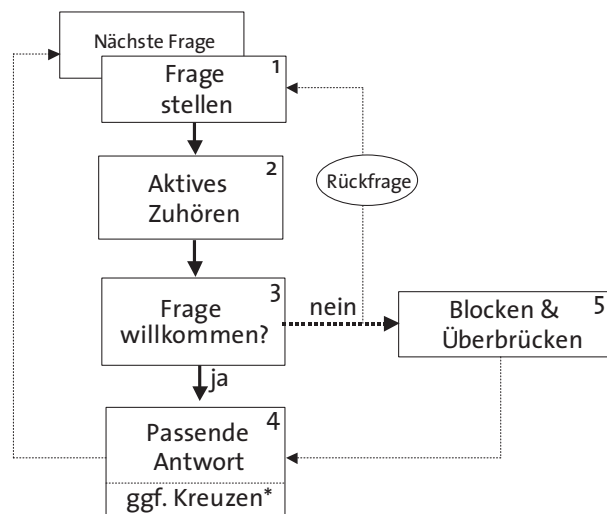 Nächste Frage
1
Frage
stellen
2
Aktives
Zuhören
Rückfrage
3
Frage
willkommen?
nein
5
Blocken &
Überbrücken
ja
4
Passende
Antwort
ggf. Kreuzen*